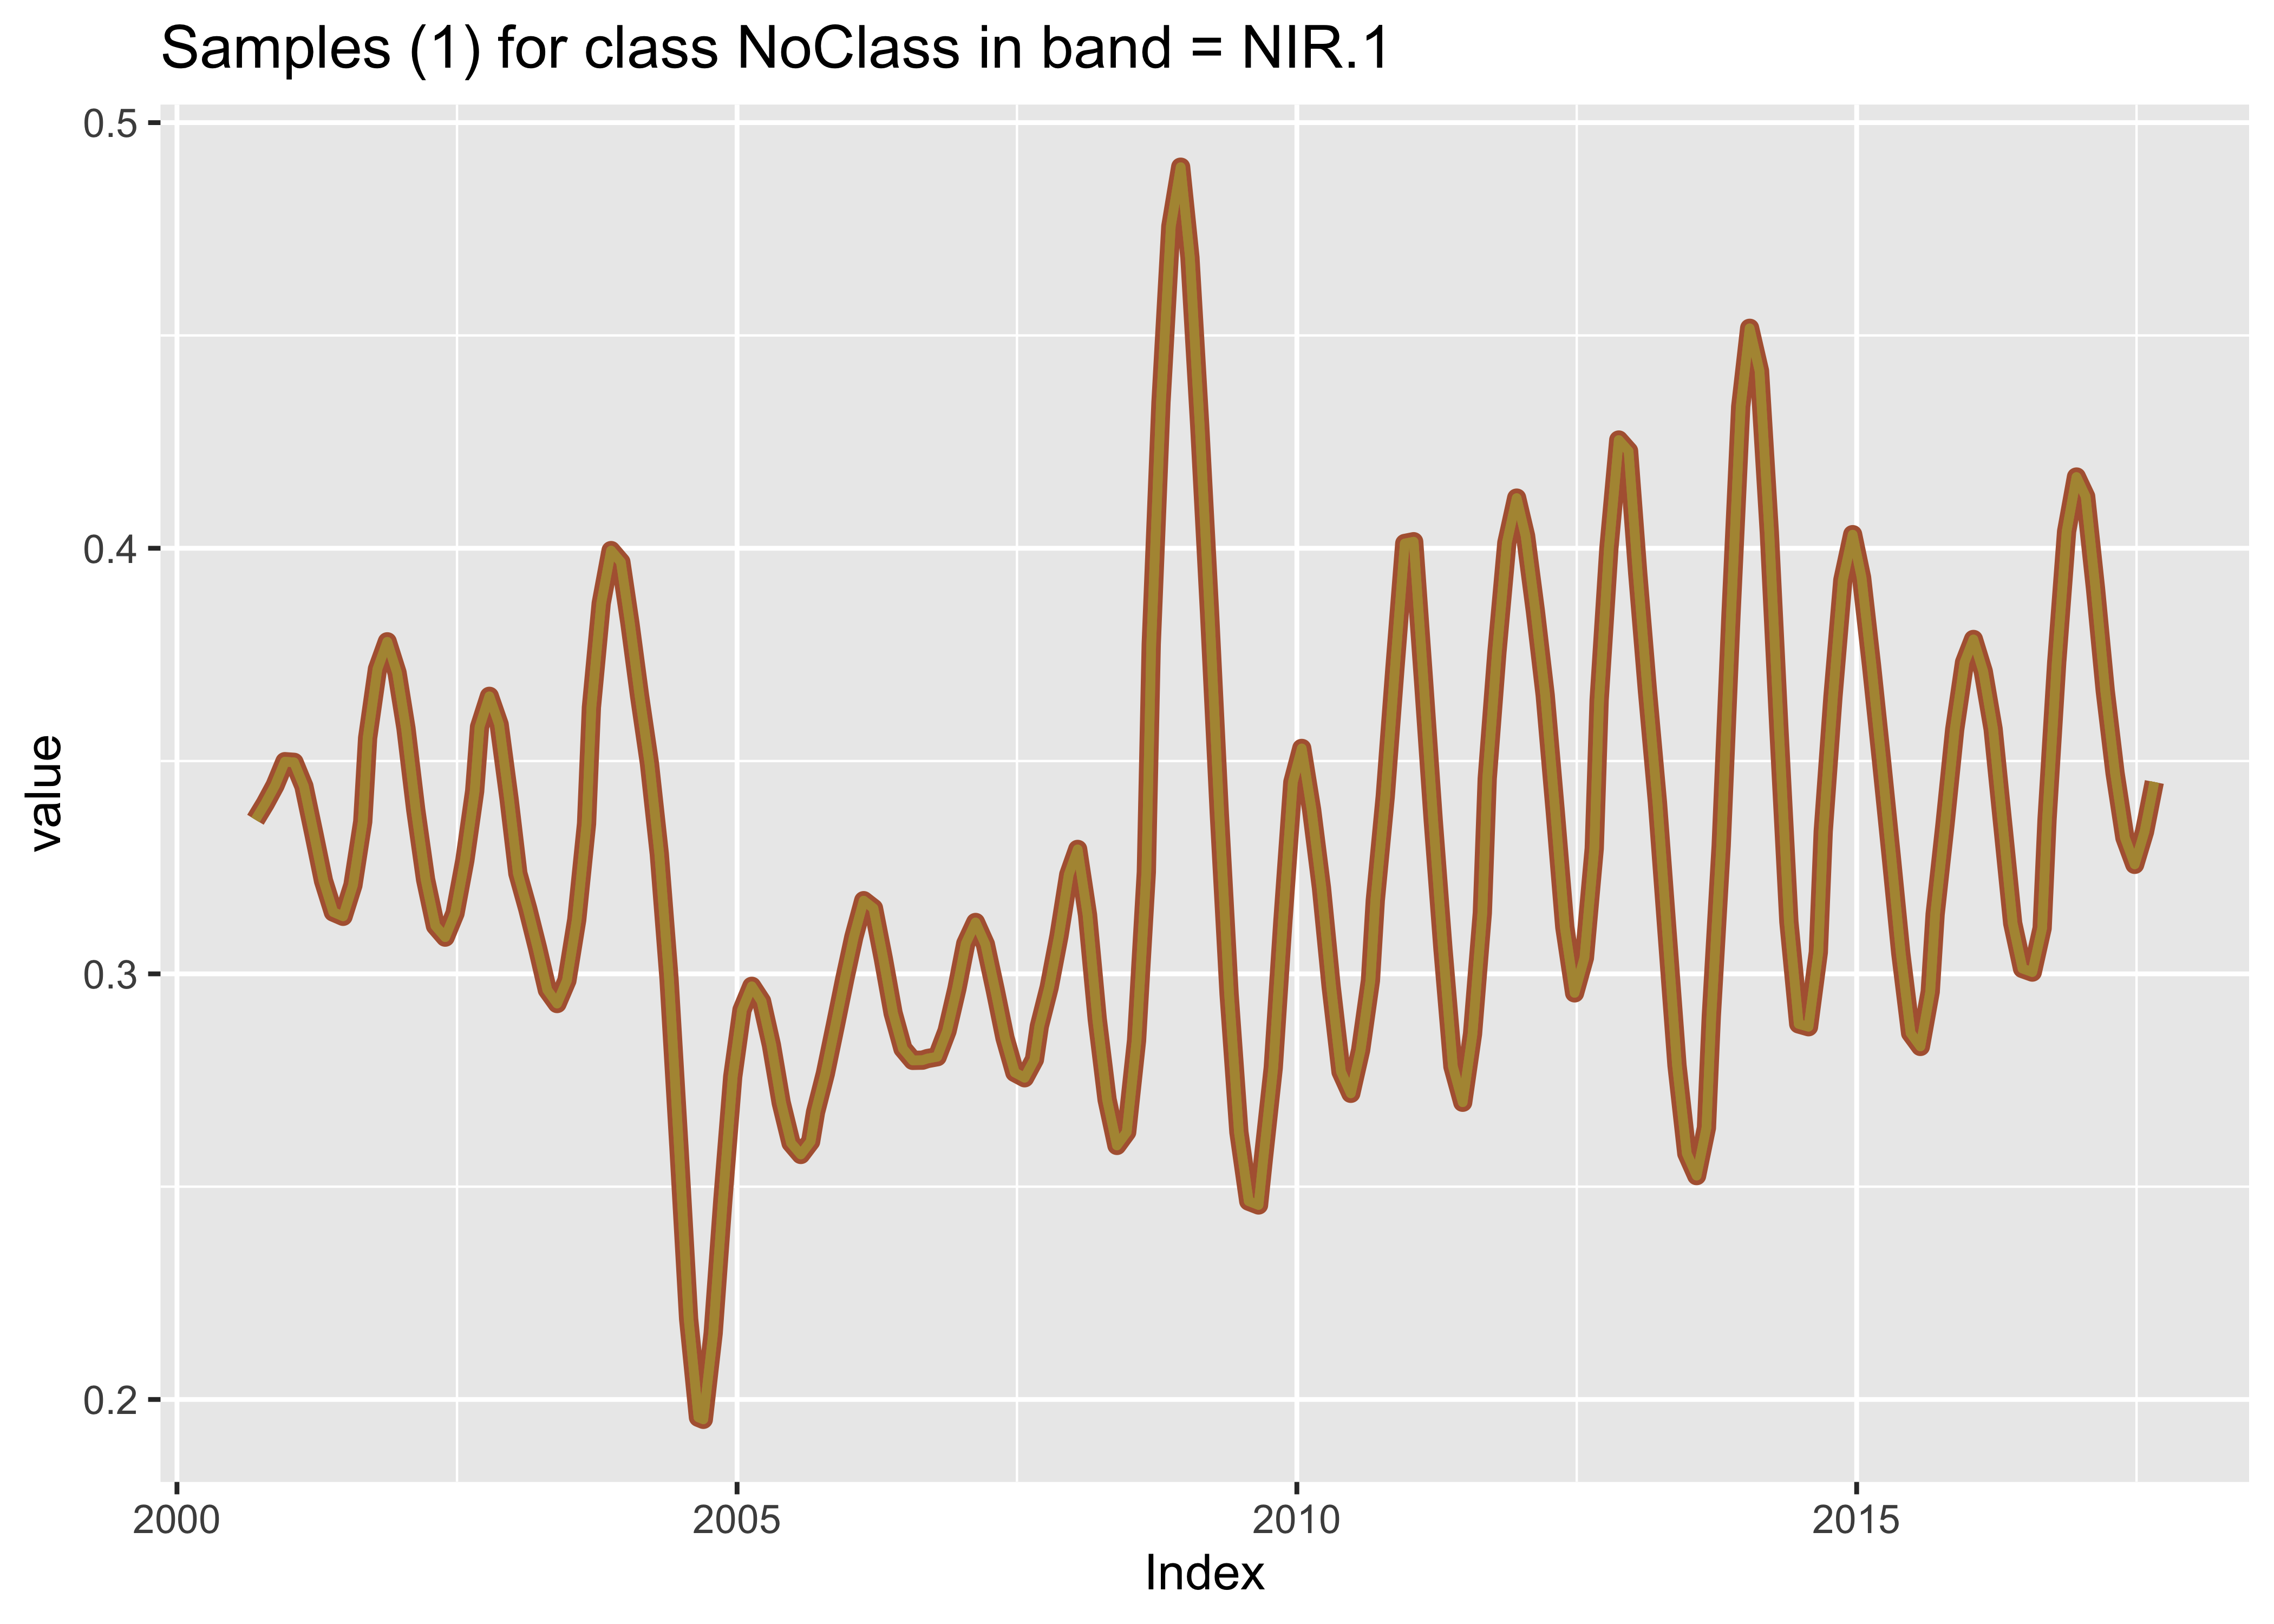 Samples (1) for class NoClass in band = NIR.1
0.5
0.4
0.3
0.2
value
2000 2005 2010 2015
Index